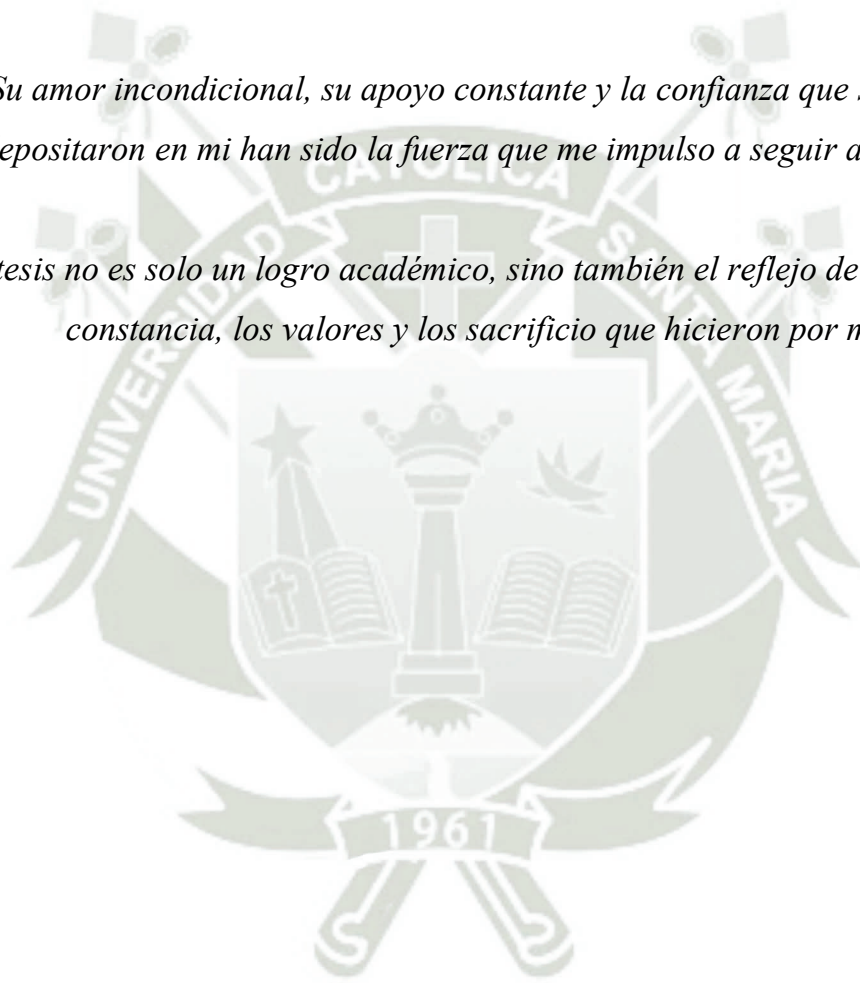 Su amor incondicional, su apoyo constante y la confianza que
epositaron en mi han sido la fuerza que me impulso a seguir
tesis no es solo un logro académico, sino también el reflejo de
constancia, los valores y los sacrificio que hicieron por
UNIVERSIDAD CATOLICA SANTA MARIA
1961